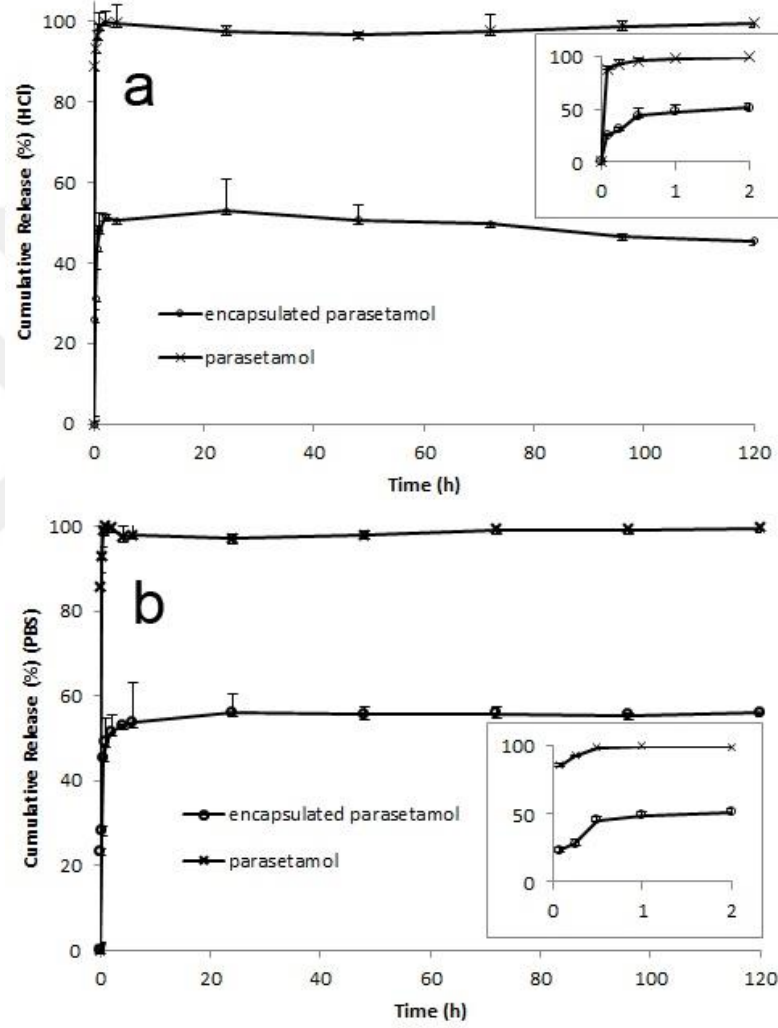 Cumulative Release (%) (HCl)
100
80
60
40
20
0
a
encapsulated parasetamol
parasetamol
0 20 40 60 80 100 120
Time (h)
100
50
0
0 1 2
Cumulative Release (%) (PBS)
100
80
60
40
20
0
b
encapsulated parasetamol
parasetamol
0 20 40 60 80 100 120
Time (h)
100
50
0
0 1 2